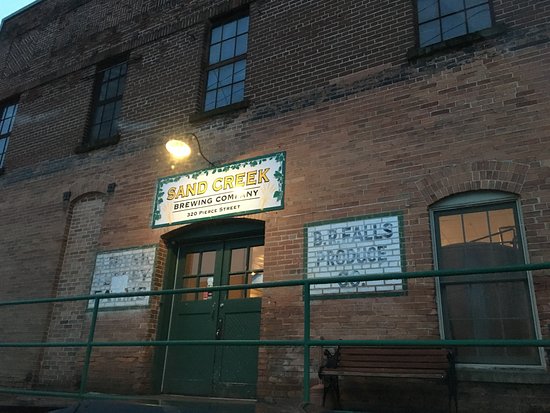 SAND CREEK
BREWING COMPANY
320 PIERCE STREET
B.R.FALLS
PRODUCE
CO.